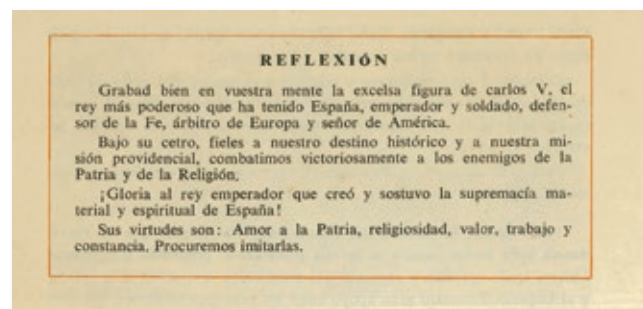 REFLEXIÓN
Grabad bien en vuestra mente la excelsa figura de carlos V, el
rey más poderoso que ha tenido España, emperador y soldado, defen-
sor de la Fe, árbitro de Europa y señor de América.
Bajo su cetro, fieles a nuestro destino histórico y a nuestra mi-
sión providencial, combatimos victoriosamente a los enemigos de la
Patria y de la Religión.
¡Gloria al rey emperador que creó y sostuvo la supremacía ma-
terial y espiritual de España!
Sus virtudes son: Amor a la Patria, religiosidad, valor, trabajo y
constancia. Procuremos imitarlas.